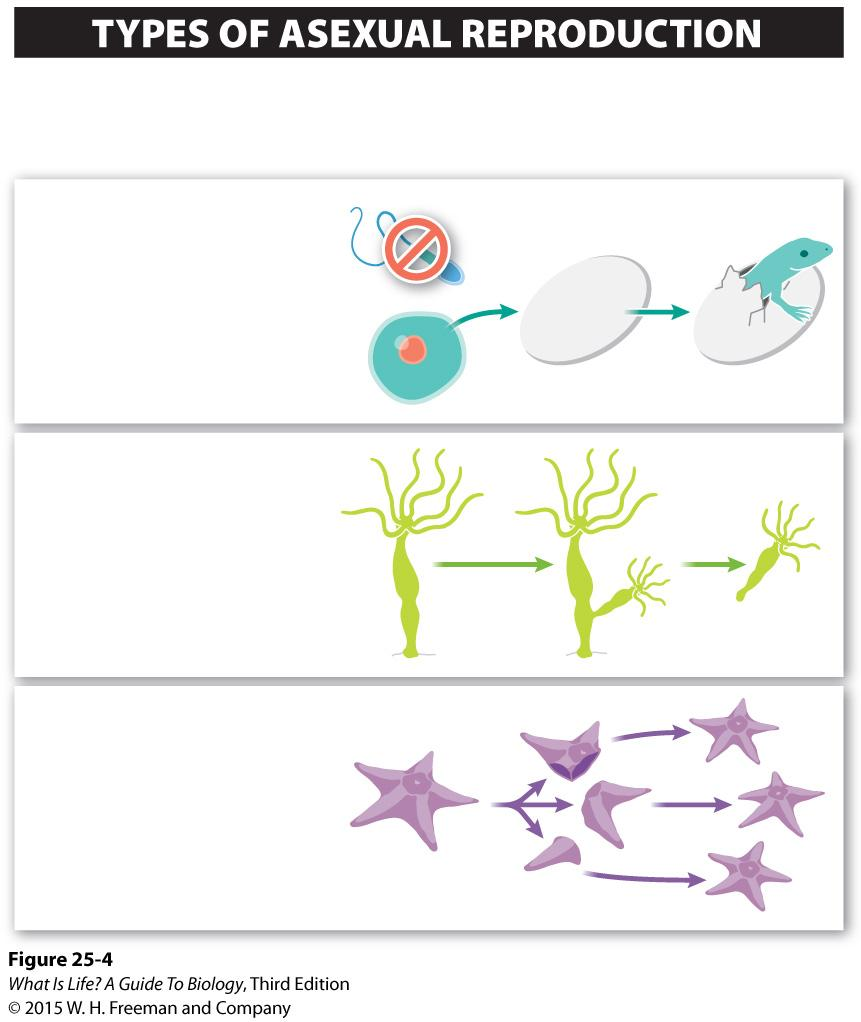 TYPES OF ASEXUAL REPRODUCTION
Figure 25-4
What Is Life? A Guide To Biology, Third Edition
© 2015 W. H. Freeman and Company